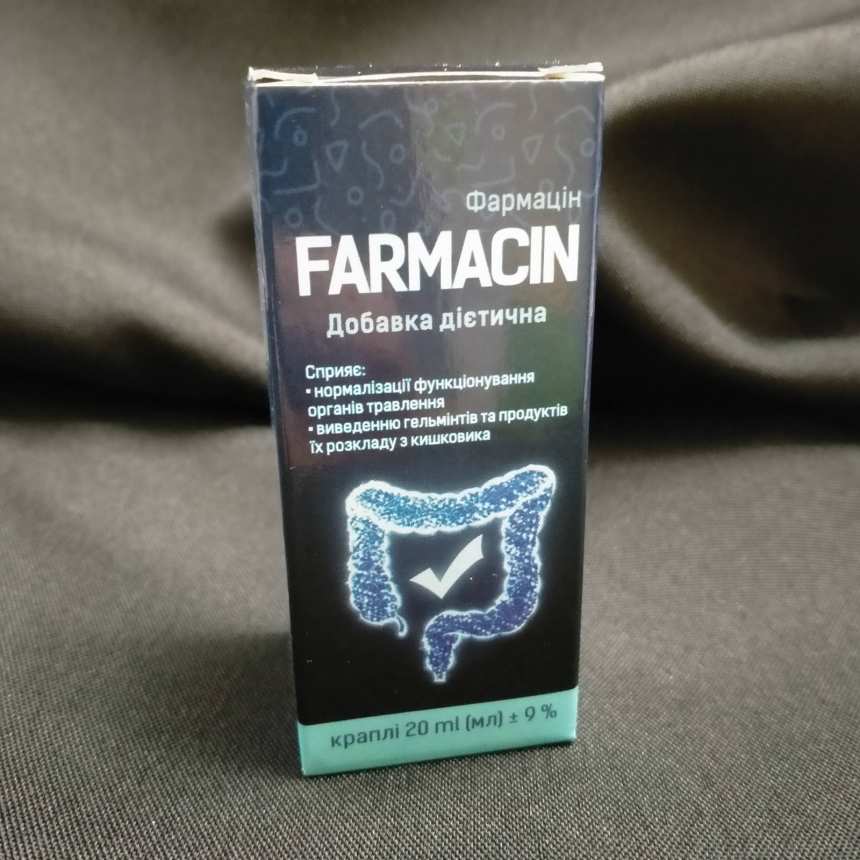 Фармацін
FARMACIN
Добавка дієтична
Сприяє:
• нормалізації функціонування
органів травлення
• виведенню гельмінтів та продуктів
їх розкладу з кишковика
краплі 20 ml (мл) ± 9 %